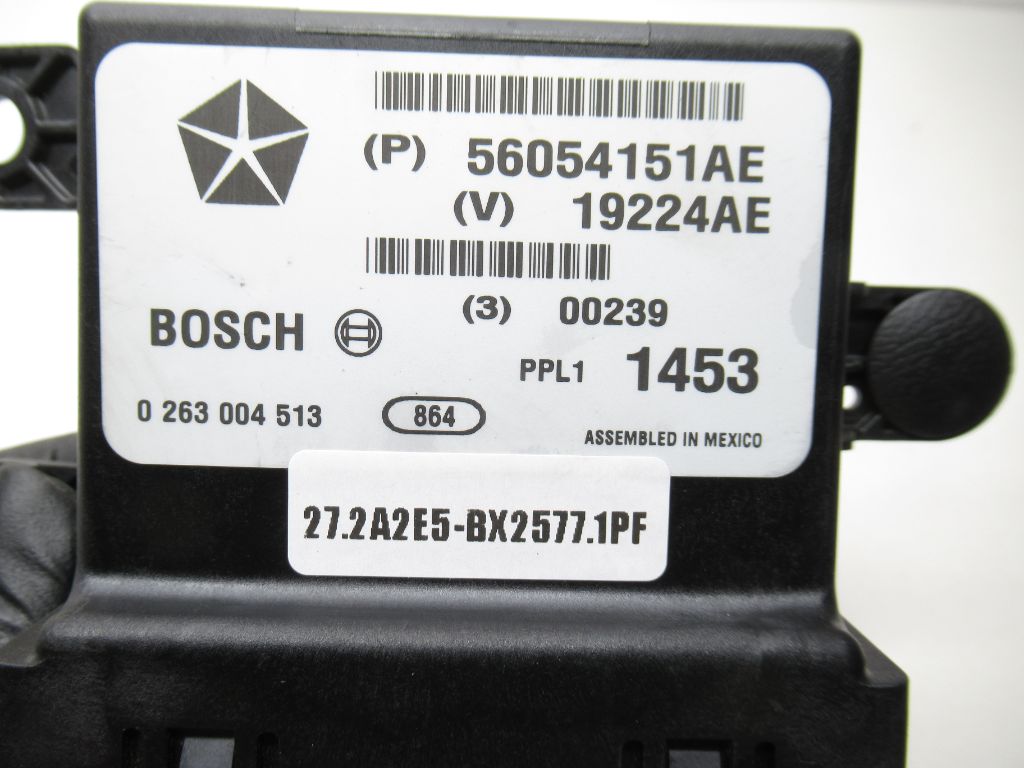 (P) 56054151AE
(V) 19224AE
(3) 00239
BOSCH
PPL1 1453
0 263 004 513
864
ASSEMBLED IN MEXICO
27.2A2E5-BX2577.1PF